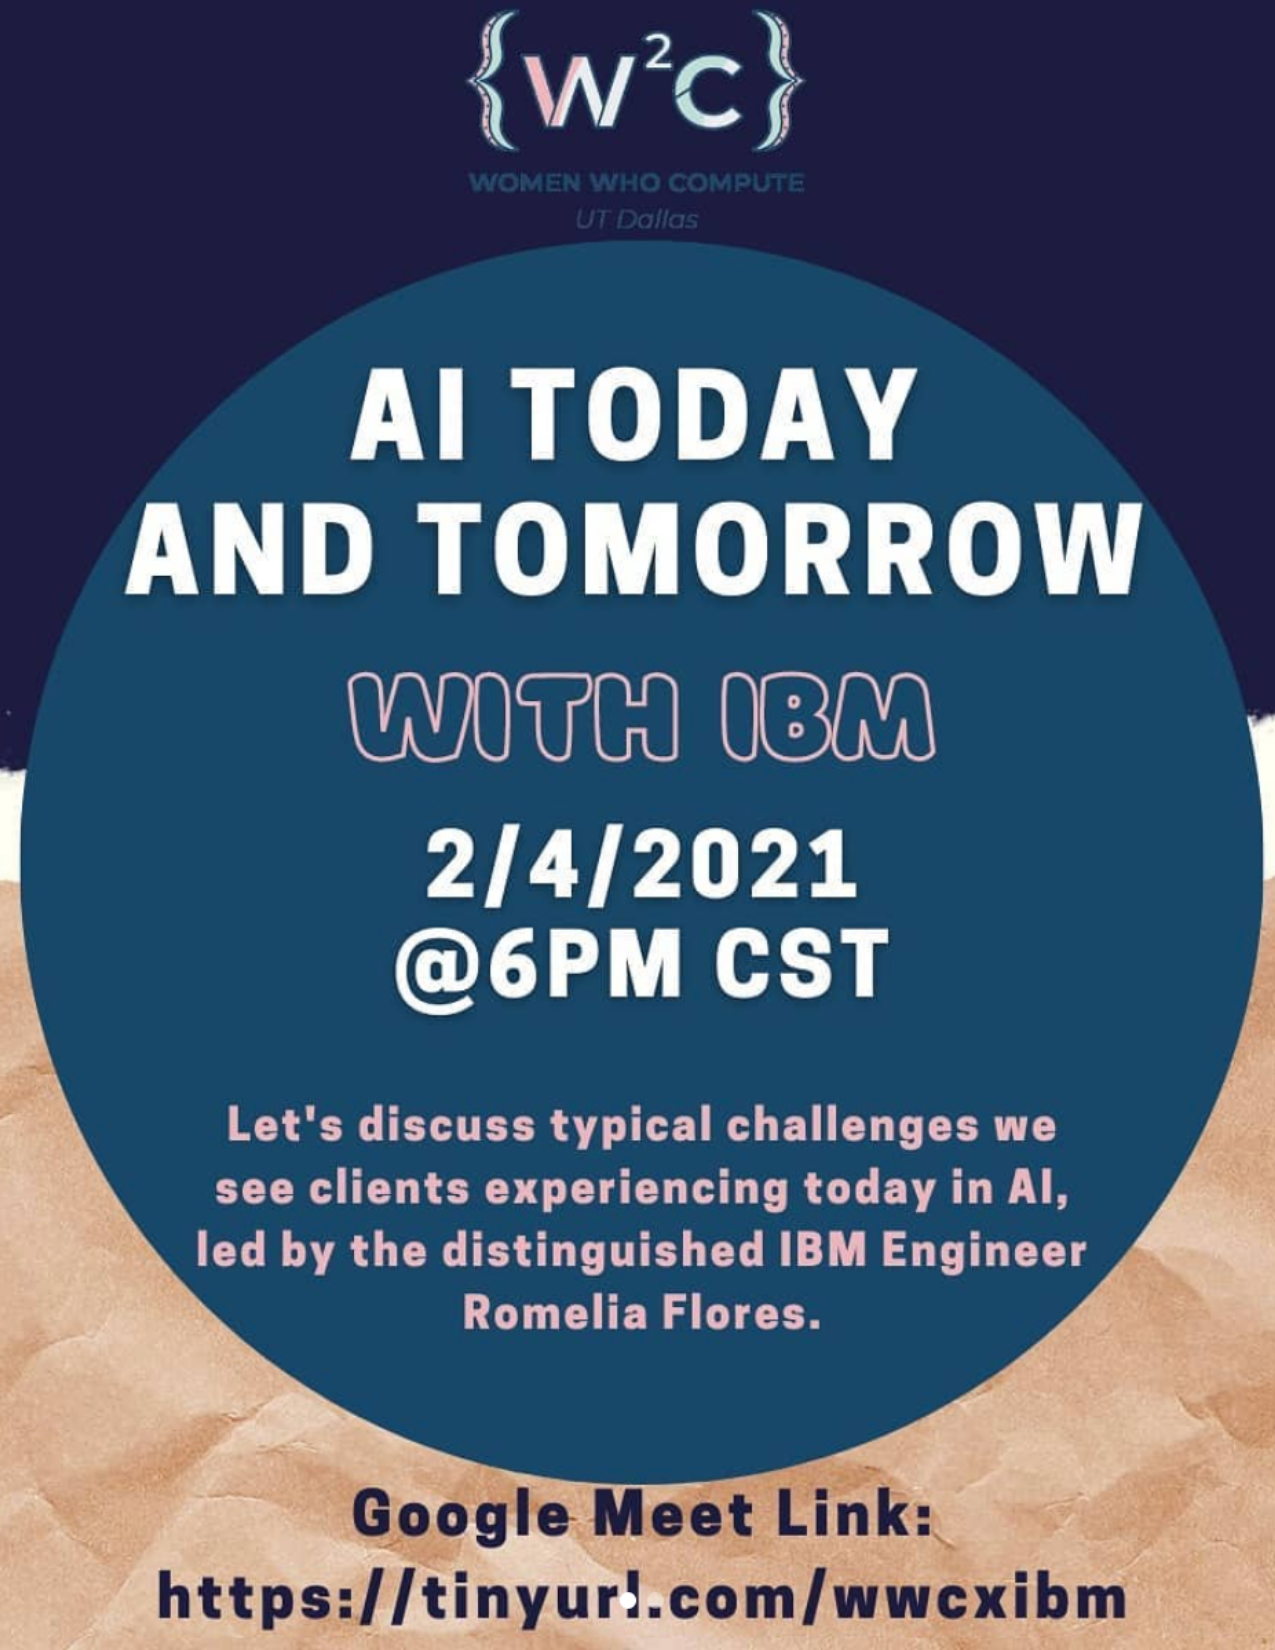 {W²C}
WOMEN WHO COMPUTE
UT Dallas
AI TODAY
AND TOMORROW
WITH IBM
2/4/2021
@6PM CST
Let's discuss typical challenges we
see clients experiencing today in AI,
led by the distinguished IBM Engineer
Romelia Flores.
Google Meet Link:
https://tinyurl.com/wwcxibm